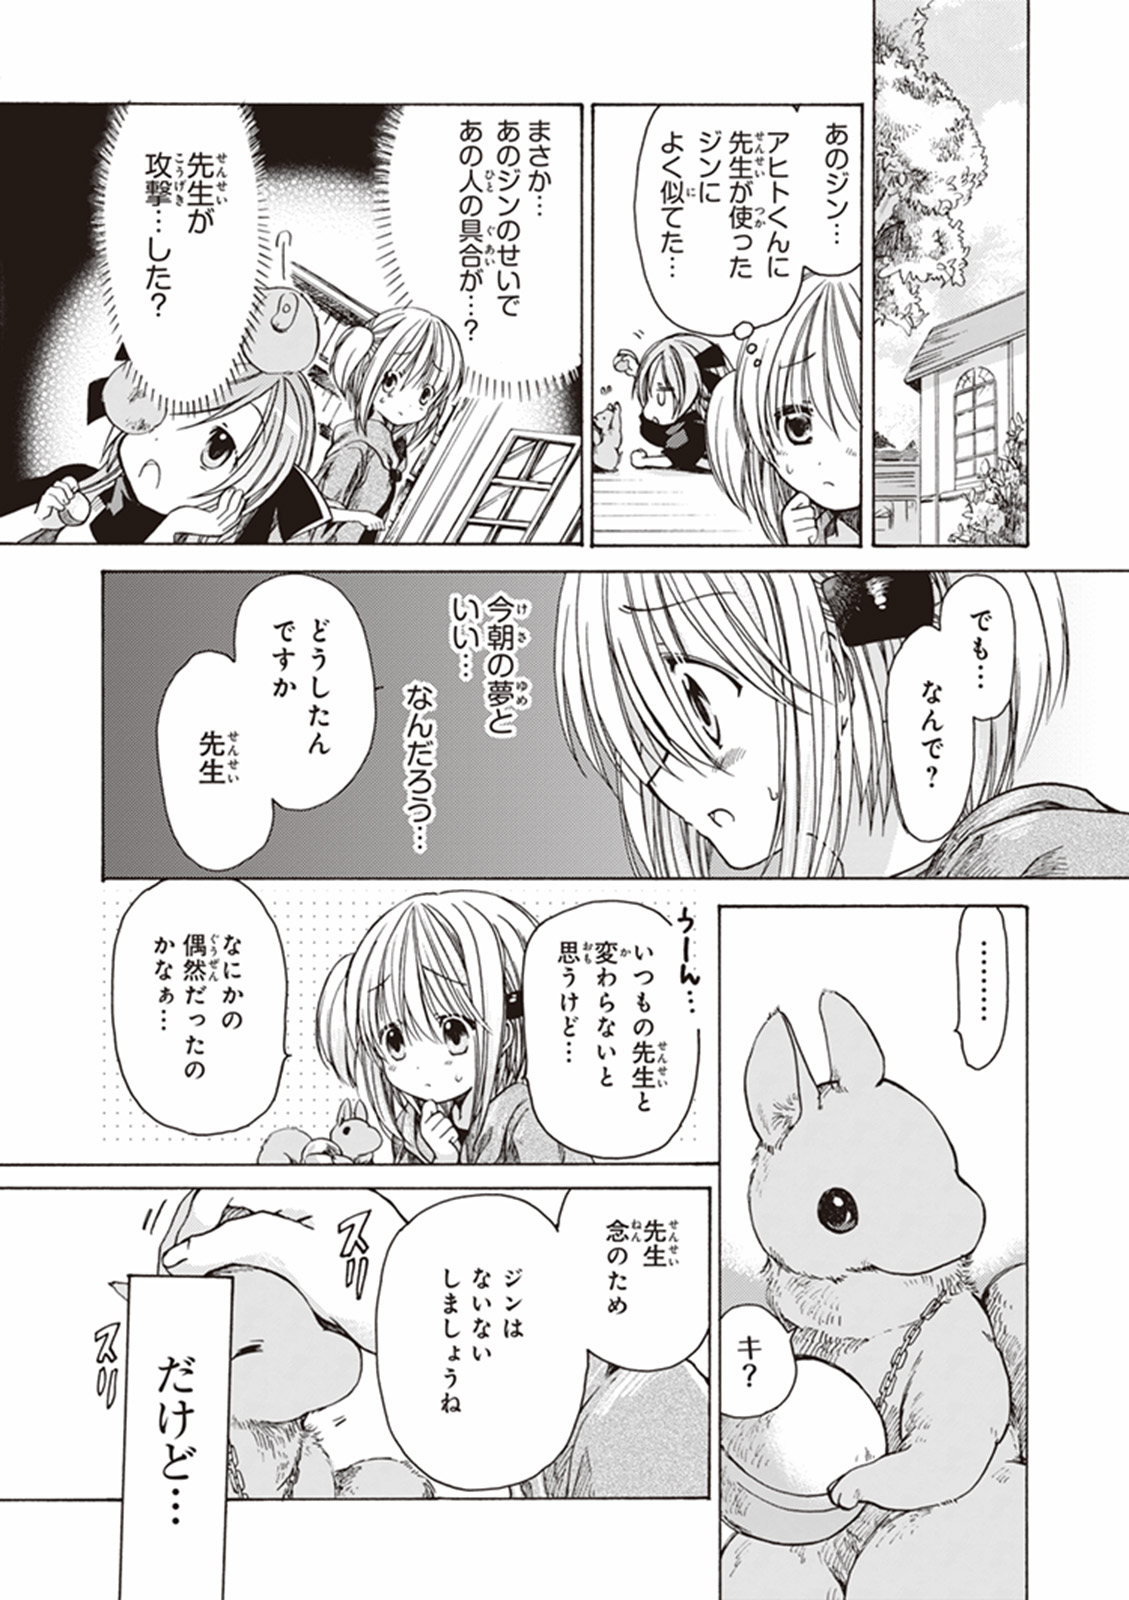 あのジン…
アヒトくんに
先生が使った
ジンに
よく似てた…
まさか…
あのジンのせいで
あの人の具合が…?
先生が
攻撃…した?
でも…
なんで?
今朝の夢と
いい…
なんだろう…
どうしたん
ですか
先生
………
キ?
うーん…
いつもの先生と
変わらないと
思うけど…
なにかの
偶然だったの
かなぁ…
先生
念のため
ジンは
ないない
しましょうね
ズリ
ズリ
だけど…